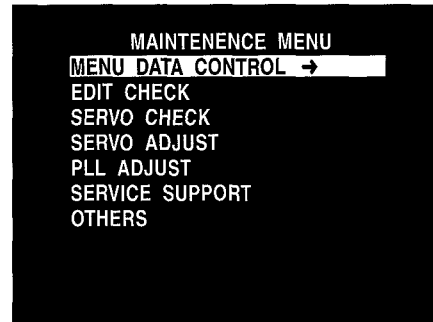 MAINTENENCE MENU
MENU DATA CONTROL →
EDIT CHECK
SERVO CHECK
SERVO ADJUST
PLL ADJUST
SERVICE SUPPORT
OTHERS